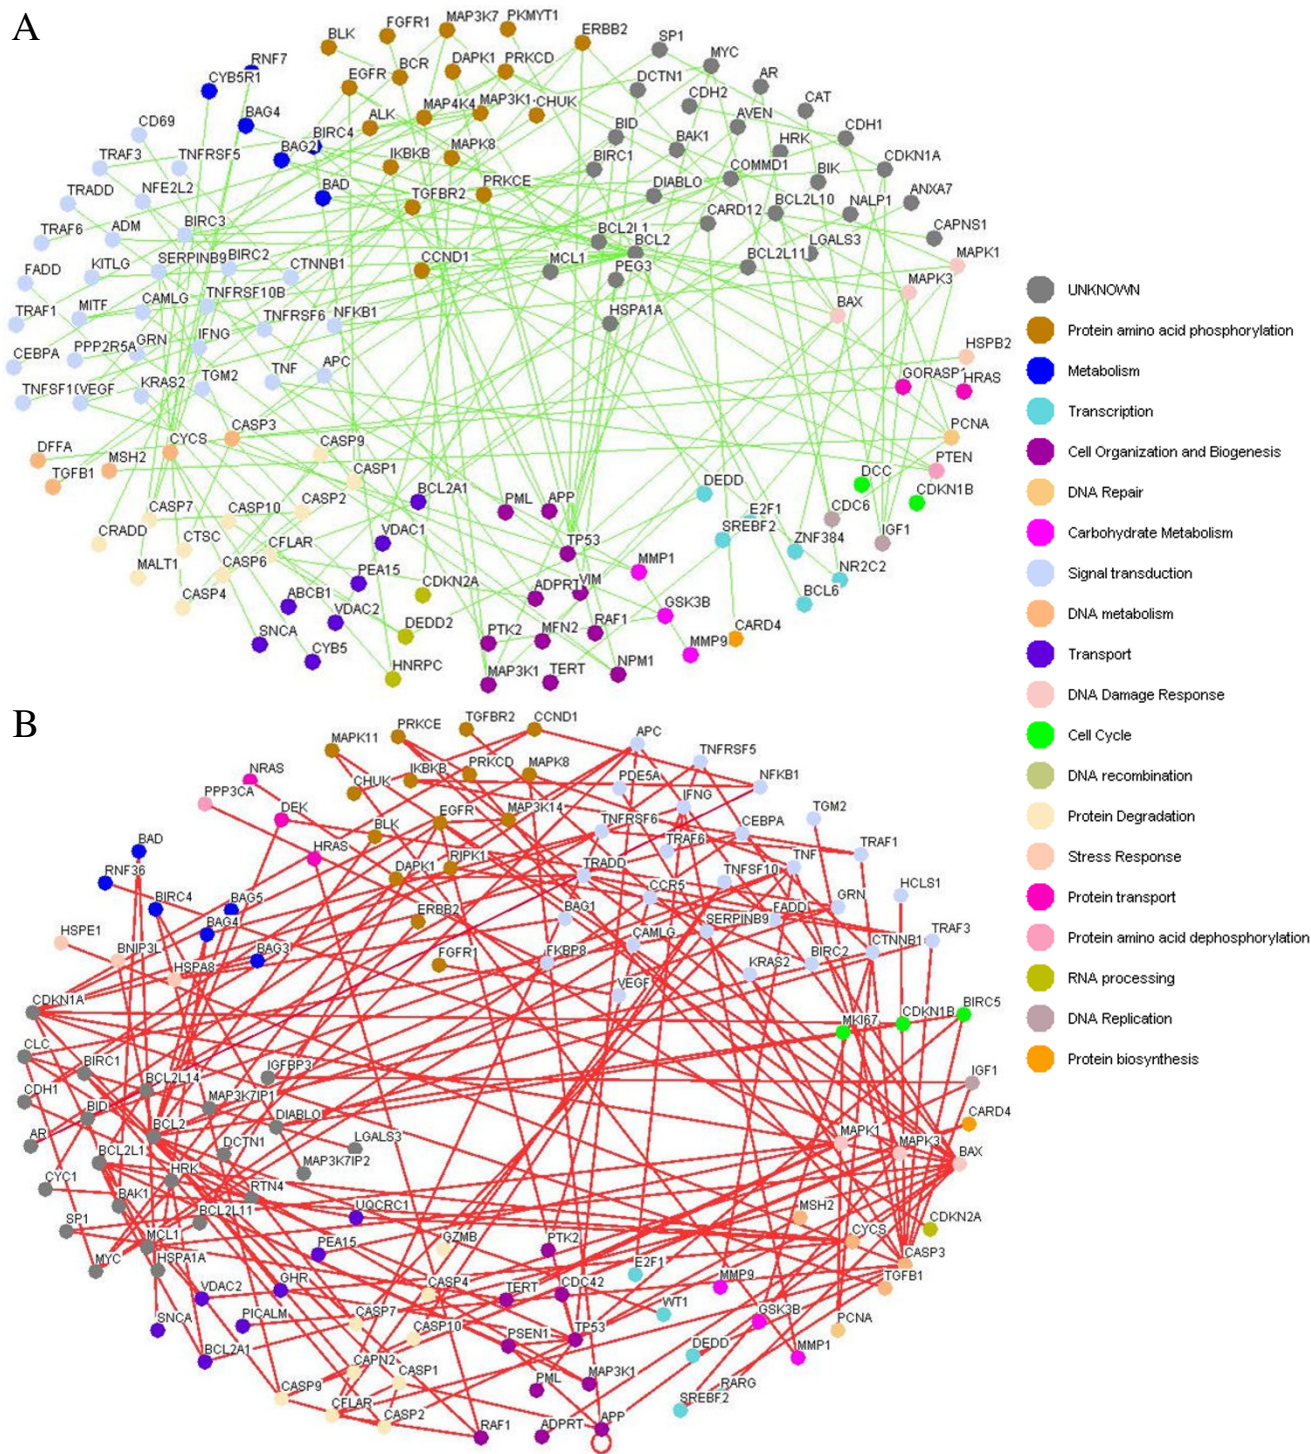 A
BLK
FGFR1
MAP3K7
PKMYT1
ERBB2
SP1
MYC
RNF7
CYB5R1
EGFR
BCR
DAPK1
PRKCD
DCTN1
AR
CDH2
CAT
BAG4
ALK
MAP4K4
MAP3K1
CHUK
AVEN
CD69
BIRC4
BAG2
BID
BAK1
HRK
CDH1
TRAF3
TNFRSF5
IKBKB
MAPK8
BIRC1
COMMD1
BIK
CDKN1A
TRADD
NFE2L2
BAD
TGFBR2
PRKCE
DIABLO
BCL2L10
NALP1
ANXA7
TRAF6
ADM
BIRC3
CARD12
CAPNS1
BCL2L1
BCL2
LGALS3
FADD
KITLG
SERPINB9
BIRC2
CTNNB1
CCND1
MCL1
PEG3
BCL2L11
MAPK1
MAPK3
TRAF1
MITF
CAMLG
TNFRSF10B
TNFRSF6
NFKB1
HSPA1A
BAX
UNKNOWN
CEBPA
PPP2R5A
GRN
IFNG
HSPB2
Protein amino acid phosphorylation
TNFSF10
VEGF
KRAS2
TGM2
TNF
APC
GORASP1
HRAS
Metabolism
Transcription
DFFA
MSH2
CYCS
CASP3
CASP9
PCNA
Cell Organization and Biogenesis
TGFB1
CASP1
BCL2A1
DEDD
DCC
PTEN
DNA Repair
CASP7
CASP10
CASP2
PML
APP
E2F1
CDC6
CDKN1B
Carbohydrate Metabolism
CRADD
CTSC
CFLAR
VDAC1
TP53
SREBF2
ZNF384
IGF1
MALT1
CASP6
PEA15
CDKN2A
ADPRT
VIM
MMP1
NR2C2
Signal transduction
CASP4
ABCB1
VDAC2
GSK3B
BCL6
DNA metabolism
SNCA
CYB5
DEDD2
PTK2
MFN2
RAF1
MMP9
CARD4
Transport
HNRPC
MAP3K1
TERT
NPM1
DNA Damage Response
B
MAPK11
PRKCE
TGFBR2
CCND1
APC
TNFRSF5
Cell Cycle
NRAS
CHUK
IKBKB
PRKCD
MAPK8
PDE5A
NFKB1
DNA recombination
PPP3CA
DEK
BLK
EGFR
MAP3K14
IFNG
TGM2
Protein Degradation
BAD
HRAS
TNFRSF6
CEBPA
TRAF1
Stress Response
RNF36
DAPK1
RIPK1
TRADD
TRAF6
TNF
HCLS1
Protein transport
BIRC4
BAG5
ERBB2
CCR5
TNFSF10
GRN
HSPE1
BNIP3L
BAG4
BAG3
BAG1
SERPINB9
FADD
TRAF3
Protein amino acid dephosphorylation
HSPA8
FGFR1
FKBP8
CAMLG
KRAS2
BIRC2
CTNNB1
RNA processing
CDKN1A
VEGF
MKI67
CDKN1B
BIRC5
DNA Replication
CLC
BIRC1
IGFBP3
IGF1
Protein biosynthesis
CDH1
BCL2L14
MAP3K7IP1
CARD4
AR
BID
BCL2
DIABLO
LGALS3
MAPK1
MAPK3
BAX
CYC1
BCL2L1
HRK
DCTN1
MAP3K7IP2
SP1
BAK1
RTN4
BCL2L11
UQCRC1
MSH2
CDKN2A
MYC
MCL1
HSPA1A
PEA15
GZMB
PTK2
CYCS
CASP3
SNCA
VDAC2
GHR
CASP4
TERT
CDC42
E2F1
MMP9
TGFB1
PICALM
CASP7
CASP10
PSEN1
TP53
WT1
GSK3B
PCNA
BCL2A1
CAPN2
CASP1
PML
MAP3K1
DEDD
MMP1
CASP9
CFLAR
CASP2
RAF1
ADPRT
APP
SREBF2
RARG